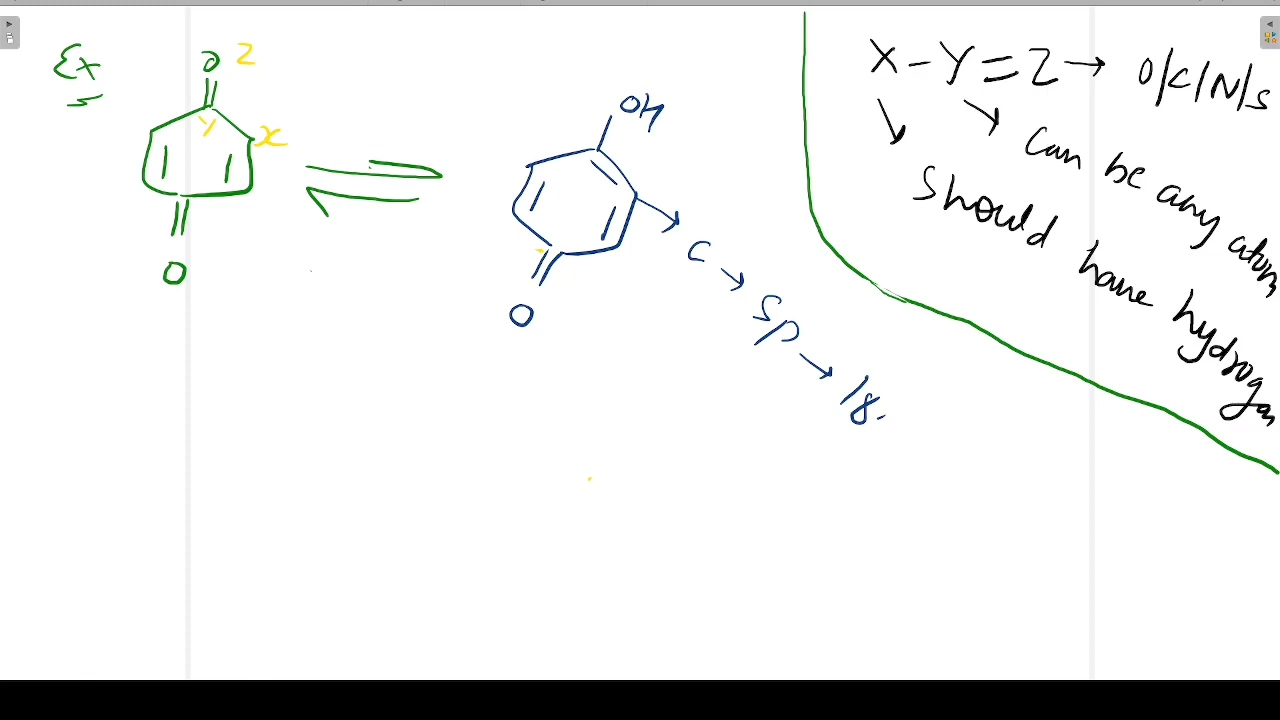 Ex
O Z
Y
x
O
OH
O
C
Sp
18
X - Y = Z → O/C/N/S
Can be any atom
Should have hydrogen